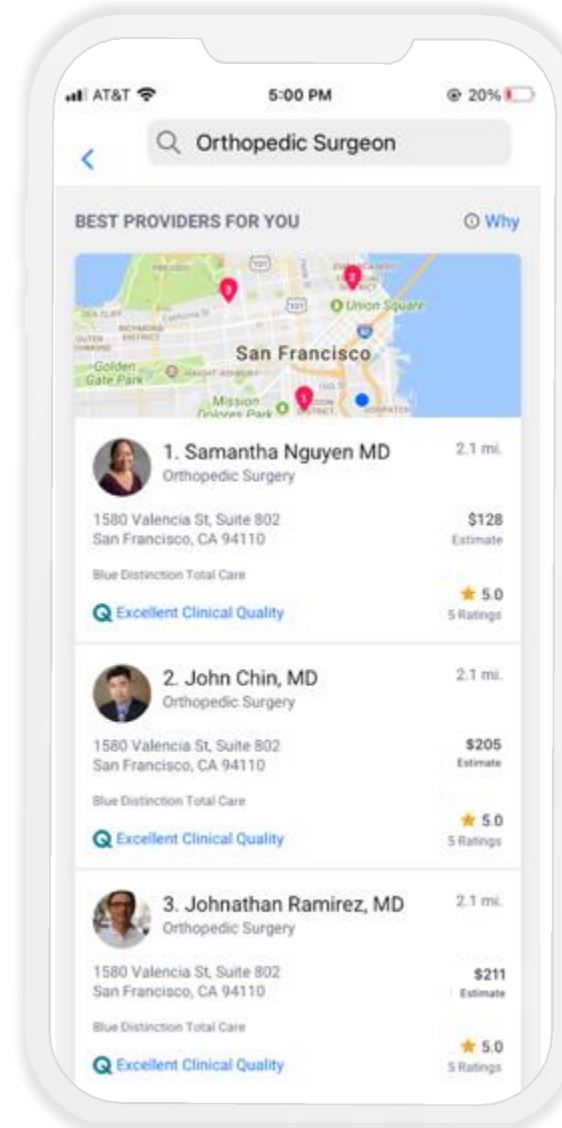 AT&T 5:00 PM 20%
Orthopedic Surgeon
BEST PROVIDERS FOR YOU Why
101
3
2
101
Union Square
San Francisco
Golden
Gate Park
Mission
Dolores Park
1
1. Samantha Nguyen MD 2.1 mi.
Orthopedic Surgery
1580 Valencia St, Suite 802 $128
San Francisco, CA 94110 Estimate
Blue Distinction Total Care
5.0
Excellent Clinical Quality 5 Ratings
2. John Chin, MD 2.1 mi.
Orthopedic Surgery
1580 Valencia St, Suite 802 $205
San Francisco, CA 94110 Estimate
Blue Distinction Total Care
5.0
Excellent Clinical Quality 5 Ratings
3. Johnathan Ramirez, MD 2.1 mi.
Orthopedic Surgery
1580 Valencia St, Suite 802 $211
San Francisco, CA 94110 Estimate
Blue Distinction Total Care
5.0
Excellent Clinical Quality 5 Ratings